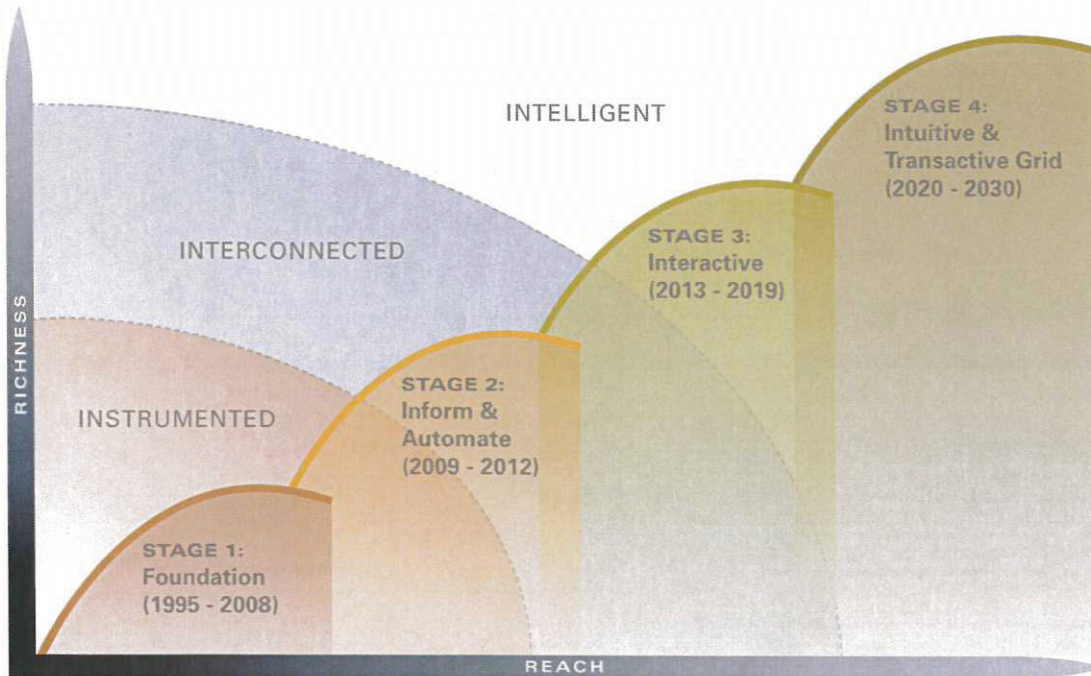 INTELLIGENT
STAGE 4:
Intuitive &
Transactive Grid
(2020 - 2030)
INTERCONNECTED
STAGE 3:
Interactive
(2013 - 2019)
RICHNESS
INSTRUMENTED
STAGE 2:
Inform &
Automate
(2009 - 2012)
STAGE 1:
Foundation
(1995 - 2008)
REACH